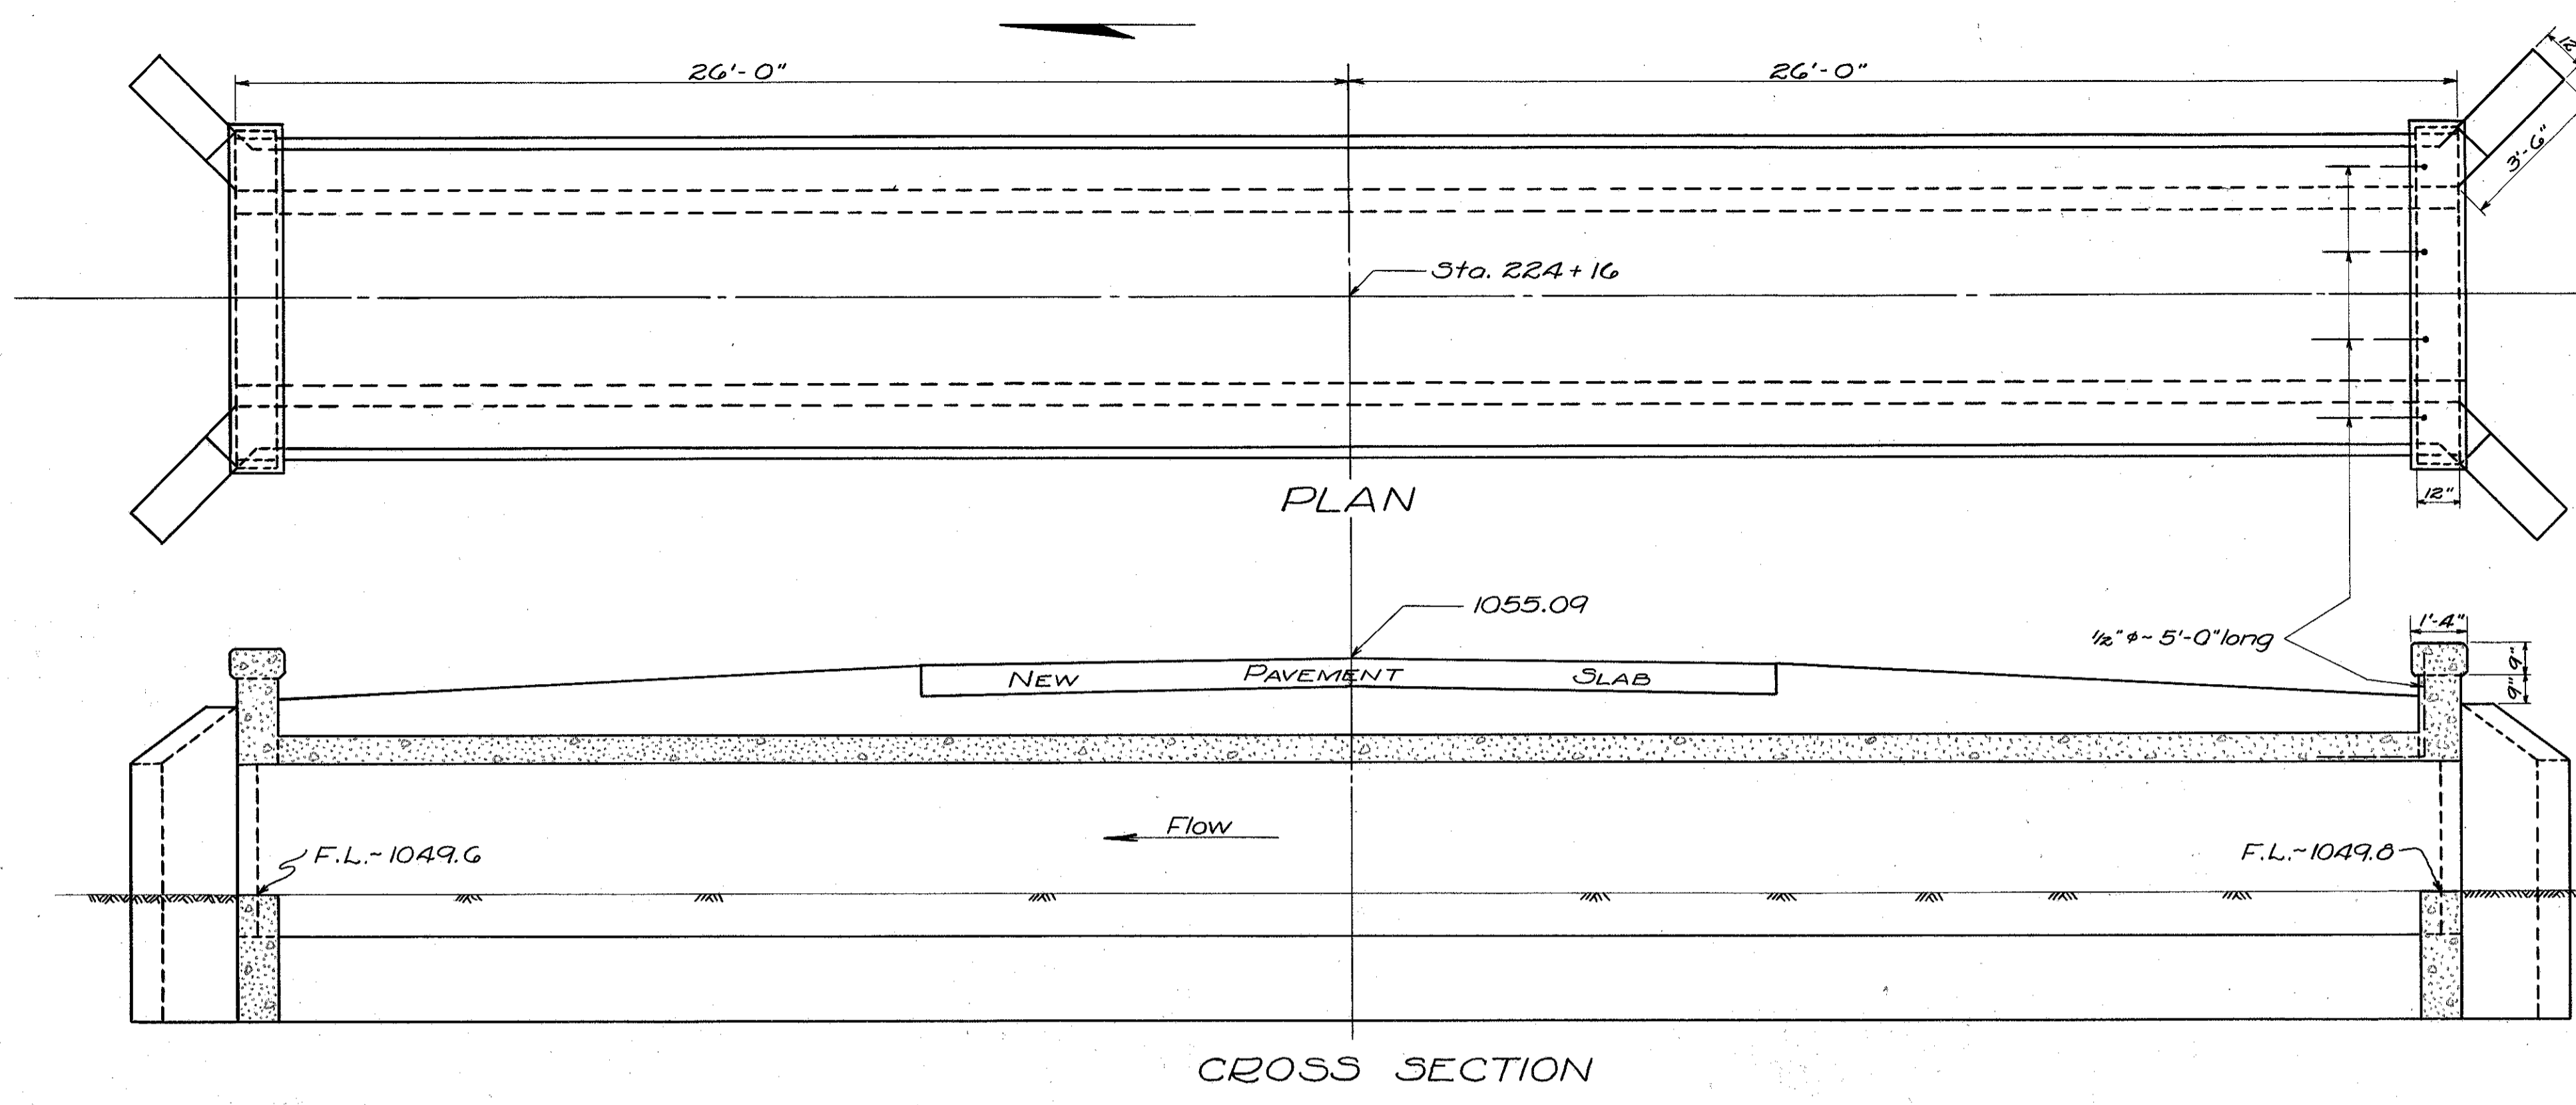 26'-0"
26'-0"
12
3'-6"
Sta. 224 + 16
12"
PLAN
1055.09
½" ɸ ~ 5'-0" long
1'-4"
9"
9"
NEW PAVEMENT SLAB
Flow
F.L.~1049.6
F.L.~1049.8
CROSS SECTION